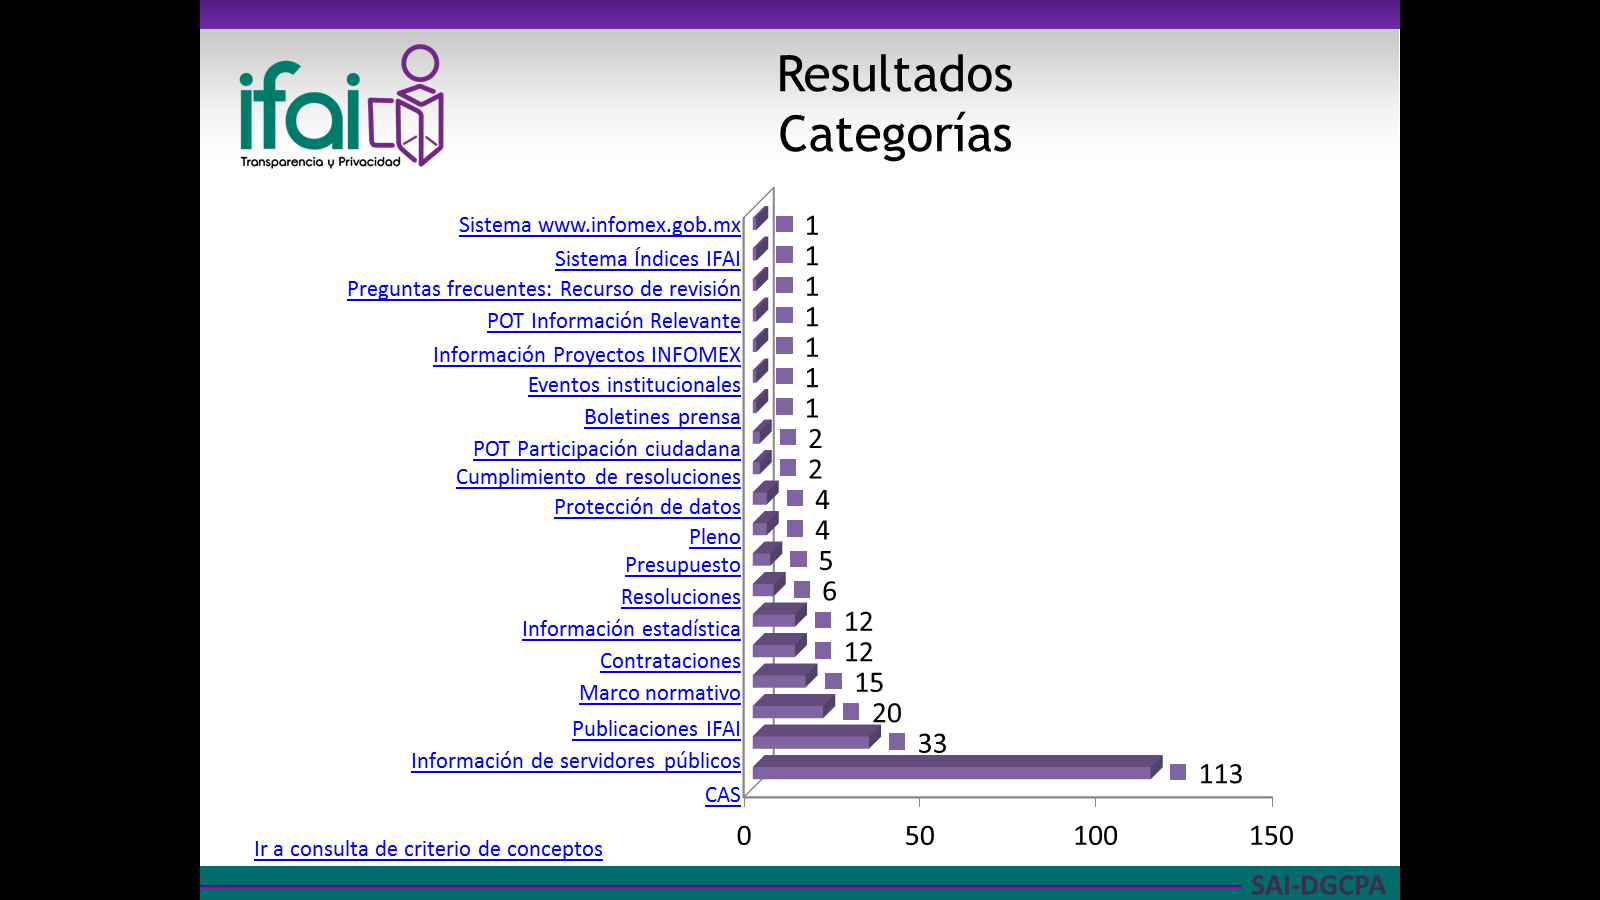 ifai
Transparencia y Privacidad
Resultados
Categorías
Sistema www.infomex.gob.mx 1
Sistema Índices IFAI 1
Preguntas frecuentes: Recurso de revisión 1
POT Información Relevante 1
Información Proyectos INFOMEX 1
Eventos institucionales 1
Boletines prensa 1
POT Participación ciudadana 2
Cumplimiento de resoluciones 2
Protección de datos 4
Pleno 4
Presupuesto 5
Resoluciones 6
Información estadística 12
Contrataciones 12
Marco normativo 15
Publicaciones IFAI 20
Información de servidores públicos 33
CAS 113
0 50 100 150
Ir a consulta de criterio de conceptos
SAI-DGCPA